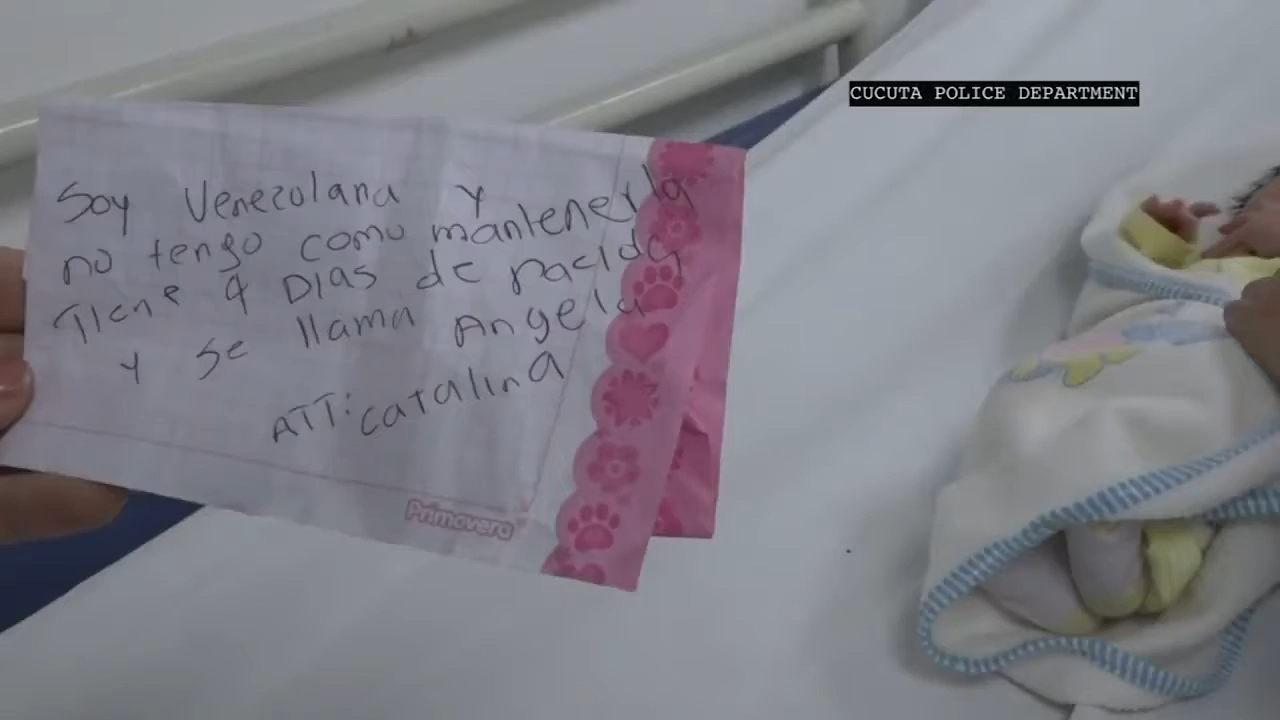 CUCUTA POLICE DEPARTMENT
Soy Venezolana y
no tengo como mantenerla
Tiene 4 Dias de nacida
y se llama Angela
ATT: catalina
Primavera